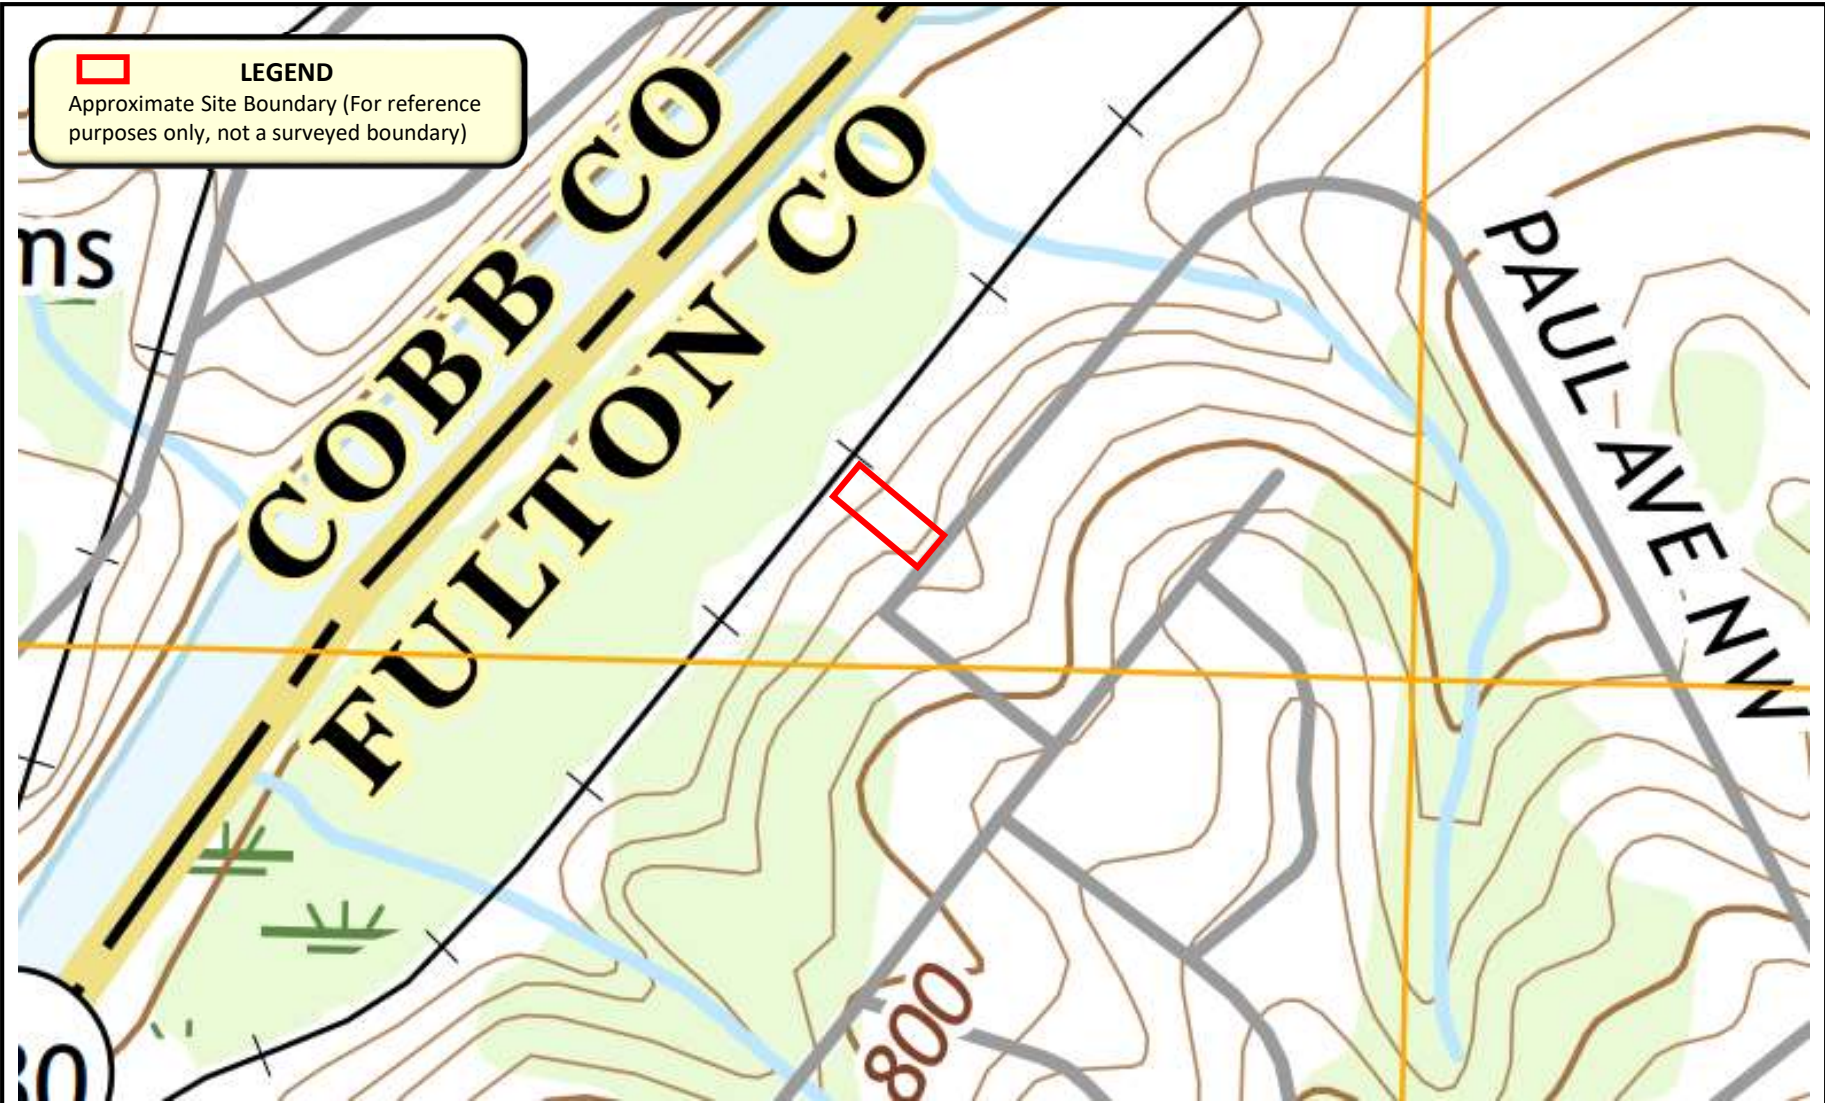 LEGEND
Approximate Site Boundary (For reference
purposes only, not a surveyed boundary)
ms
COBB CO
FULTON CO
PAUL AVE NW
800